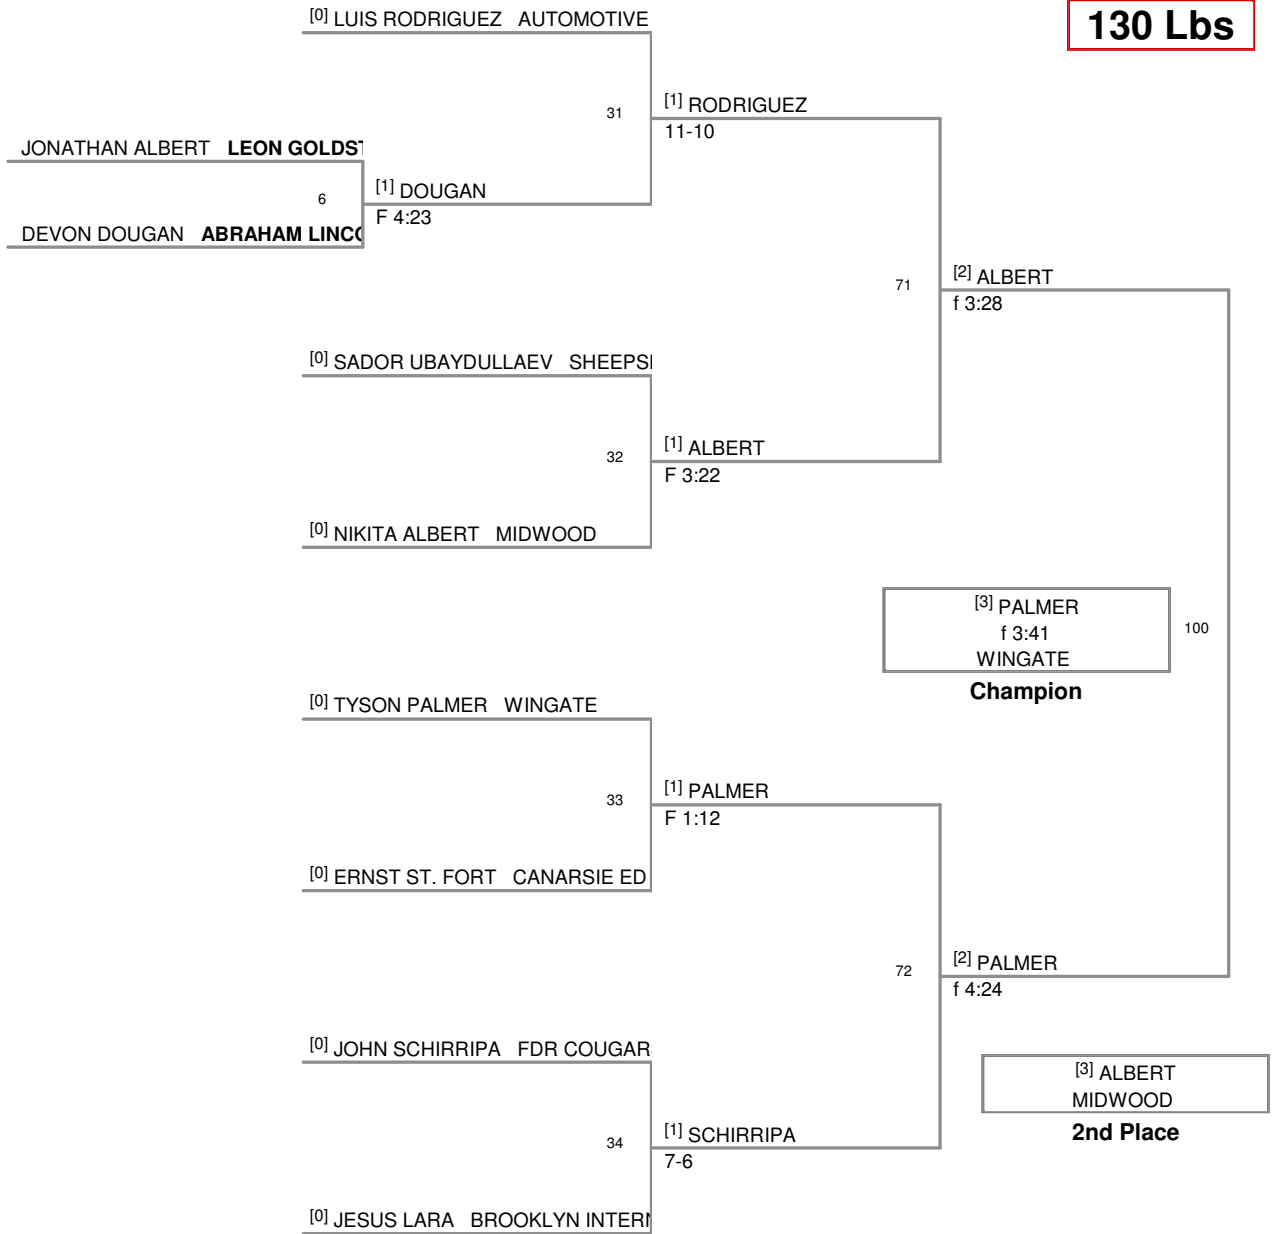 [0] LUIS RODRIGUEZ AUTOMOTIVE
130 Lbs
31
[1] RODRIGUEZ
11-10
JONATHAN ALBERT LEON GOLDST
6
[1] DOUGAN
F 4:23
DEVON DOUGAN ABRAHAM LINCO
71
[2] ALBERT
f 3:28
[0] SADOR UBAYDULLAEV SHEEPSH
32
[1] ALBERT
F 3:22
[0] NIKITA ALBERT MIDWOOD
[3] PALMER
f 3:41
WINGATE
100
Champion
[0] TYSON PALMER WINGATE
33
[1] PALMER
F 1:12
[0] ERNST ST. FORT CANARSIE ED
72
[2] PALMER
f 4:24
[0] JOHN SCHIRRIPA FDR COUGARS
[3] ALBERT
MIDWOOD
2nd Place
34
[1] SCHIRRIPA
7-6
[0] JESUS LARA BROOKLYN INTERN